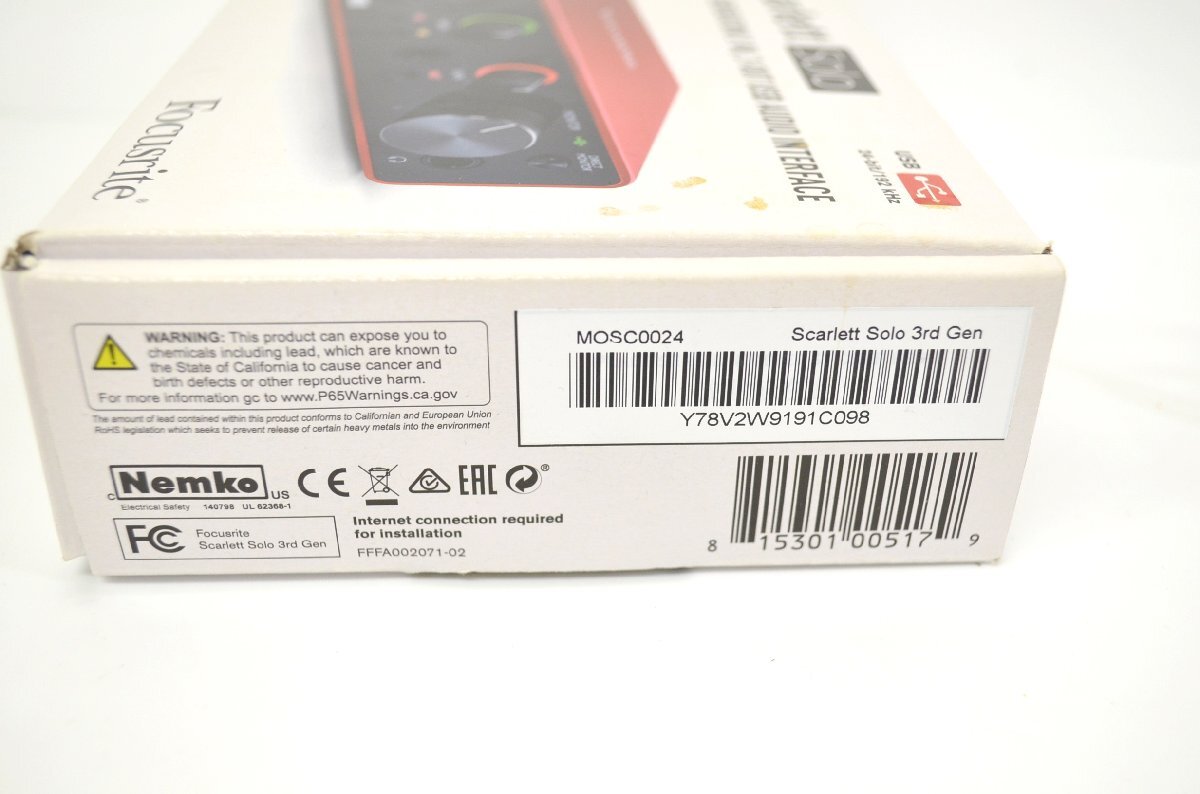 Focusrite®
Solo
USB AUDIO INTERFACE
USB
24-bit/192 kHz
DIRECT
MONITOR
WARNING: This product can expose you to
chemicals including lead, which are known to
the State of California to cause cancer and
birth defects or other reproductive harm.
For more information go to www.P65Warnings.ca.gov
The amount of lead contained within this product conforms to Californian and European Union
RoHS legislation which seeks to prevent release of certain heavy metals into the environment
MOSC0024
Scarlett Solo 3rd Gen
Y78V2W9191C098
c Nemko US
Electrical Safety 140798 UL 62368-1
CE
EAC
FC
Focusrite
Scarlett Solo 3rd Gen
Internet connection required
for installation
FFFA002071-02
8 15301 00517 9